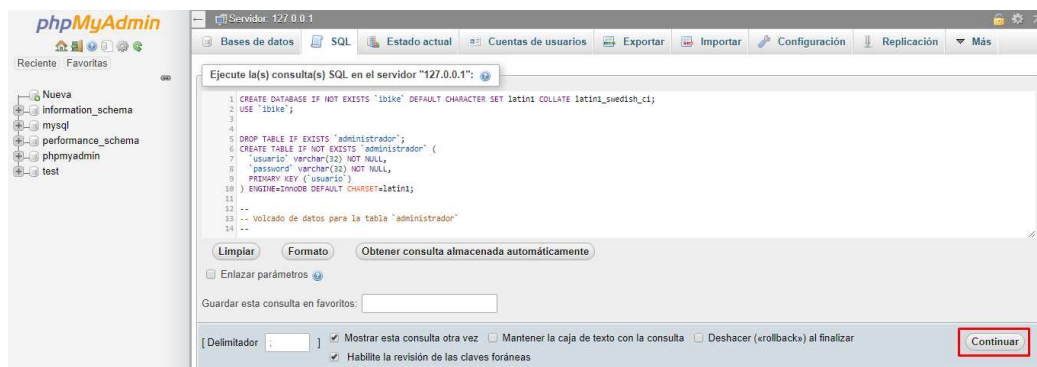 phpMyAdmin
Reciente Favoritas
Nueva
information_schema
mysql
performance_schema
phpmyadmin
test
Servidor: 127.0.0.1
Bases de datos SQL Estado actual Cuentas de usuarios Exportar Importar Configuración Replicación Más
Ejecute la(s) consulta(s) SQL en el servidor "127.0.0.1":
1 CREATE DATABASE IF NOT EXISTS `ibike` DEFAULT CHARACTER SET latin1 COLLATE latin1_swedish_ci;
2 USE `ibike`;
3
4
5 DROP TABLE IF EXISTS `administrador`;
6 CREATE TABLE IF NOT EXISTS `administrador` (
7 `usuario` varchar(32) NOT NULL,
8 `password` varchar(32) NOT NULL,
9 PRIMARY KEY (`usuario`)
10 ) ENGINE=InnoDB DEFAULT CHARSET=latin1;
11
12 --
13 -- Volcado de datos para la tabla `administrador`
14 --
Limpiar Formato Obtener consulta almacenada automáticamente
Enlazar parámetros
Guardar esta consulta en favoritos:
[ Delimitador ; ] Mostrar esta consulta otra vez Mantener la caja de texto con la consulta Deshacer («rollback») al finalizar
Habilite la revisión de las claves foráneas
Continuar